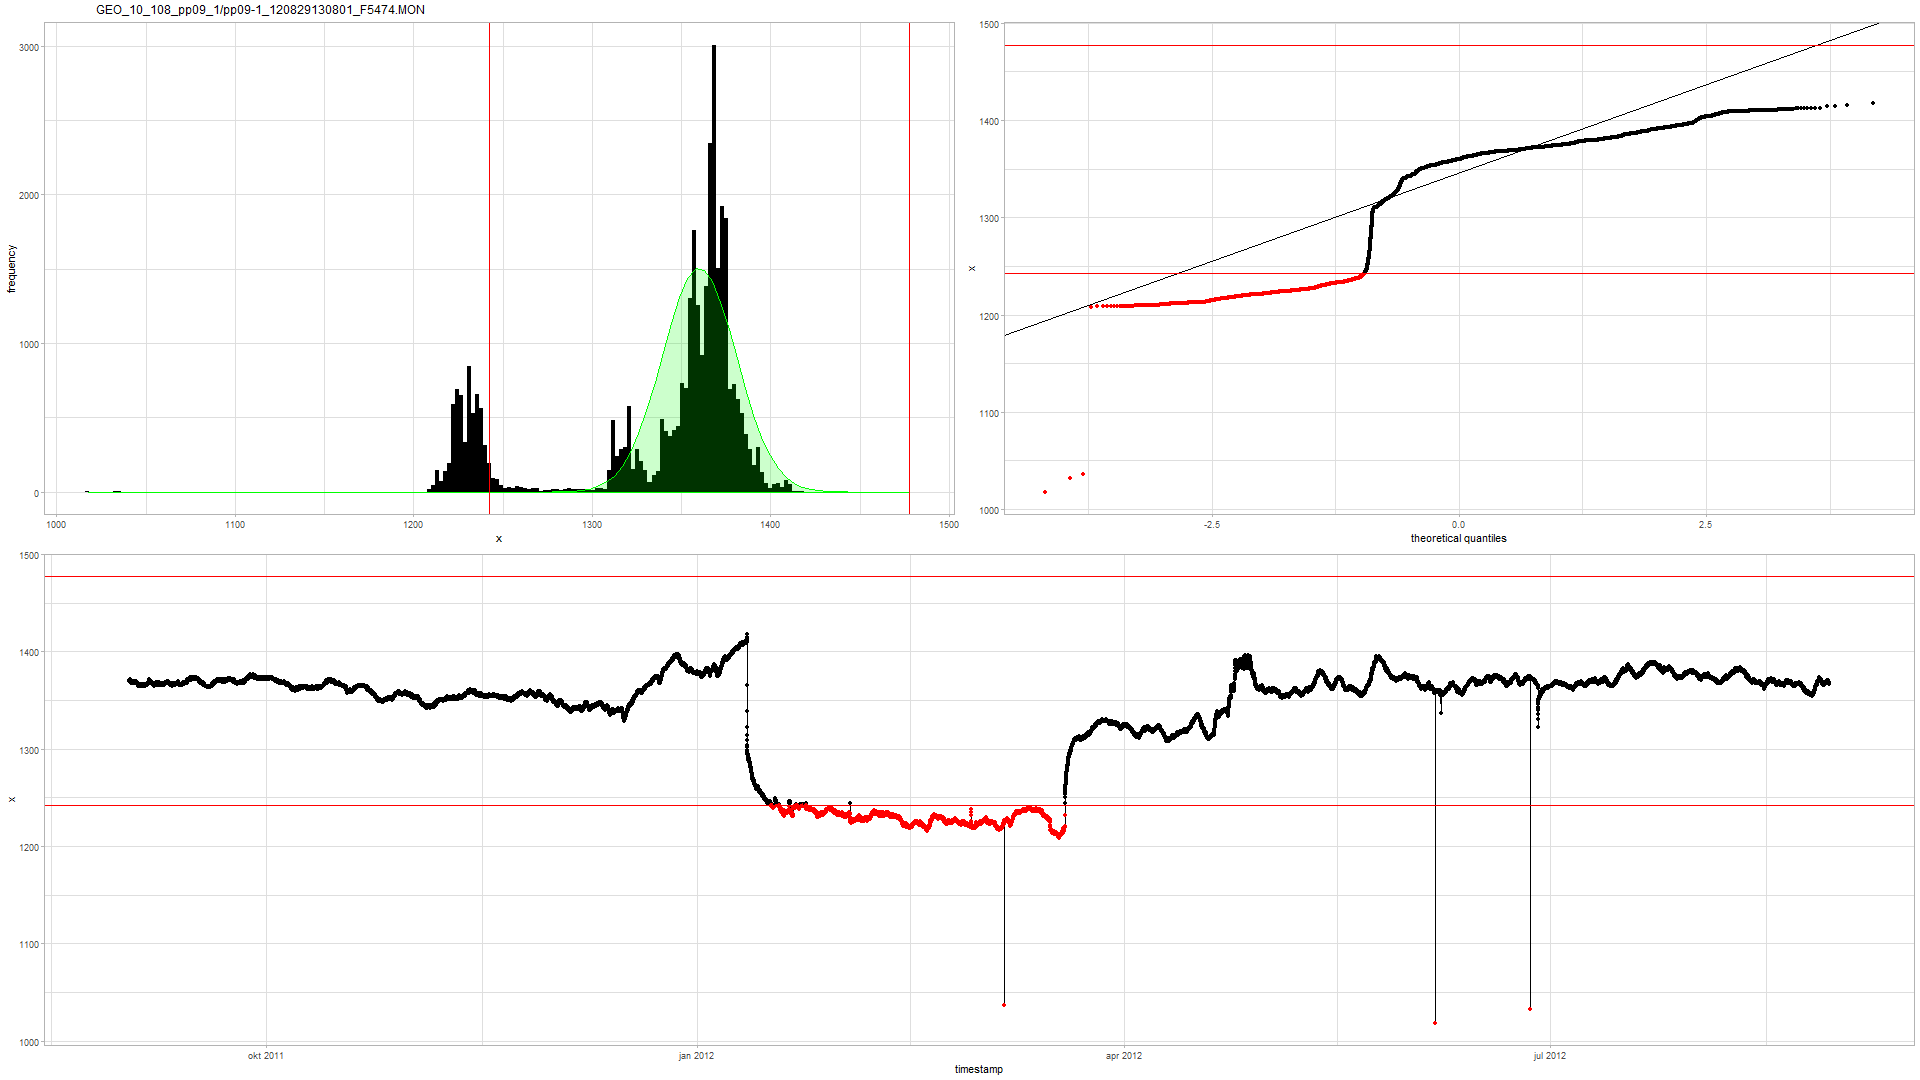 GEO_10_108_pp09_1/pp09-1_120829130801_F5474.MON
frequency
3000
2000
1000
0
1000
1100
1200
1300
1400
1500
x
x
1500
1400
1300
1200
1100
1000
-2.5
0.0
2.5
theoretical quantiles
x
1500
1400
1300
1200
1100
1000
okt 2011
jan 2012
apr 2012
jul 2012
timestamp